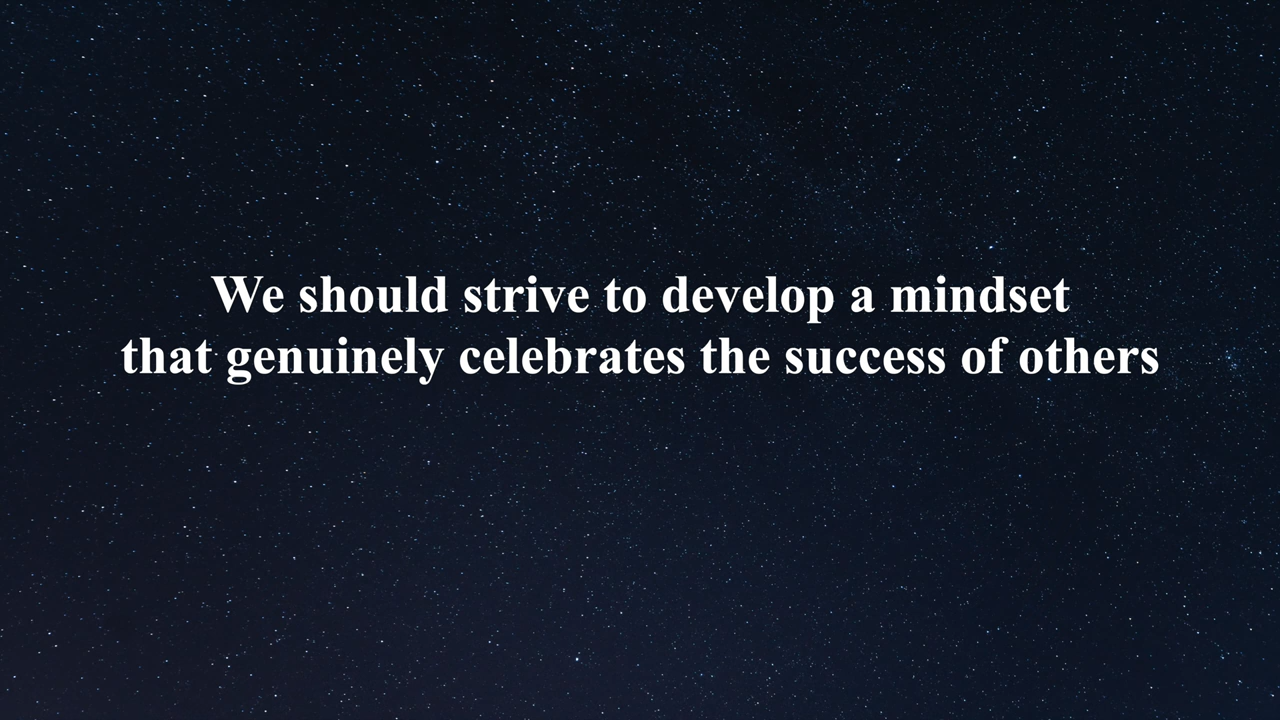 We should strive to develop a mindset
that genuinely celebrates the success of others